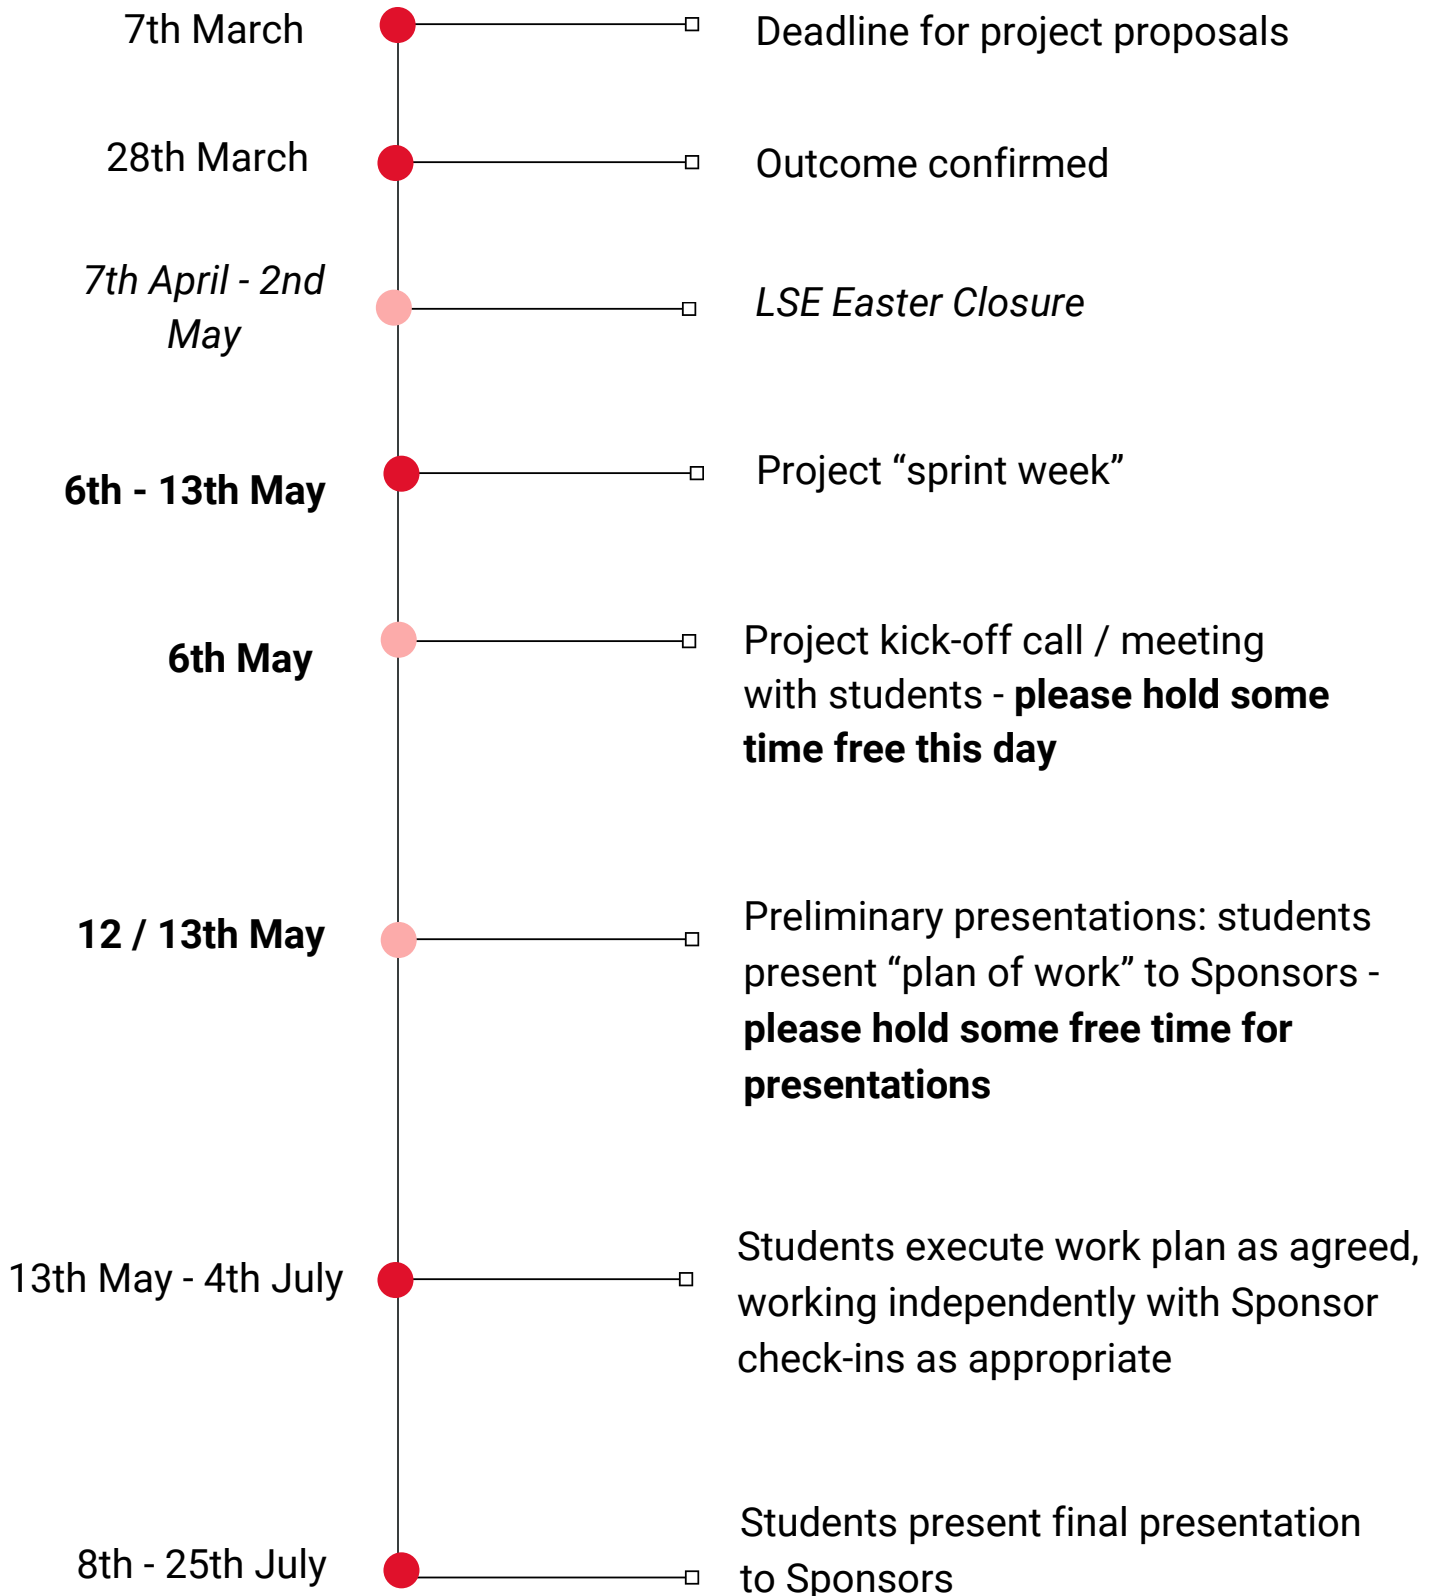 7th March
Deadline for project proposals
28th March
Outcome confirmed
7th April - 2nd
May
LSE Easter Closure
6th - 13th May
Project “sprint week”
6th May
Project kick-off call / meeting
with students - please hold some
time free this day
12 / 13th May
Preliminary presentations: students
present “plan of work” to Sponsors -
please hold some free time for
presentations
13th May - 4th July
Students execute work plan as agreed,
working independently with Sponsor
check-ins as appropriate
8th - 25th July
Students present final presentation
to Sponsors